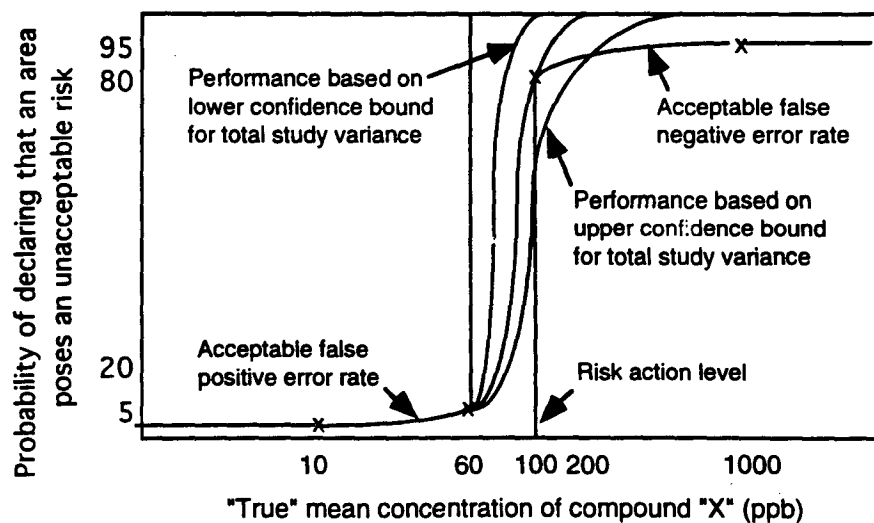 Probability of declaring that an area
poses an unacceptable risk
95
80
20
5
Performance based on
lower confidence bound
for total study variance
Acceptable false
negative error rate
Performance based on
upper confidence bound
for total study variance
Acceptable false
positive error rate
Risk action level
10
60
100
200
1000
"True" mean concentration of compound "X" (ppb)